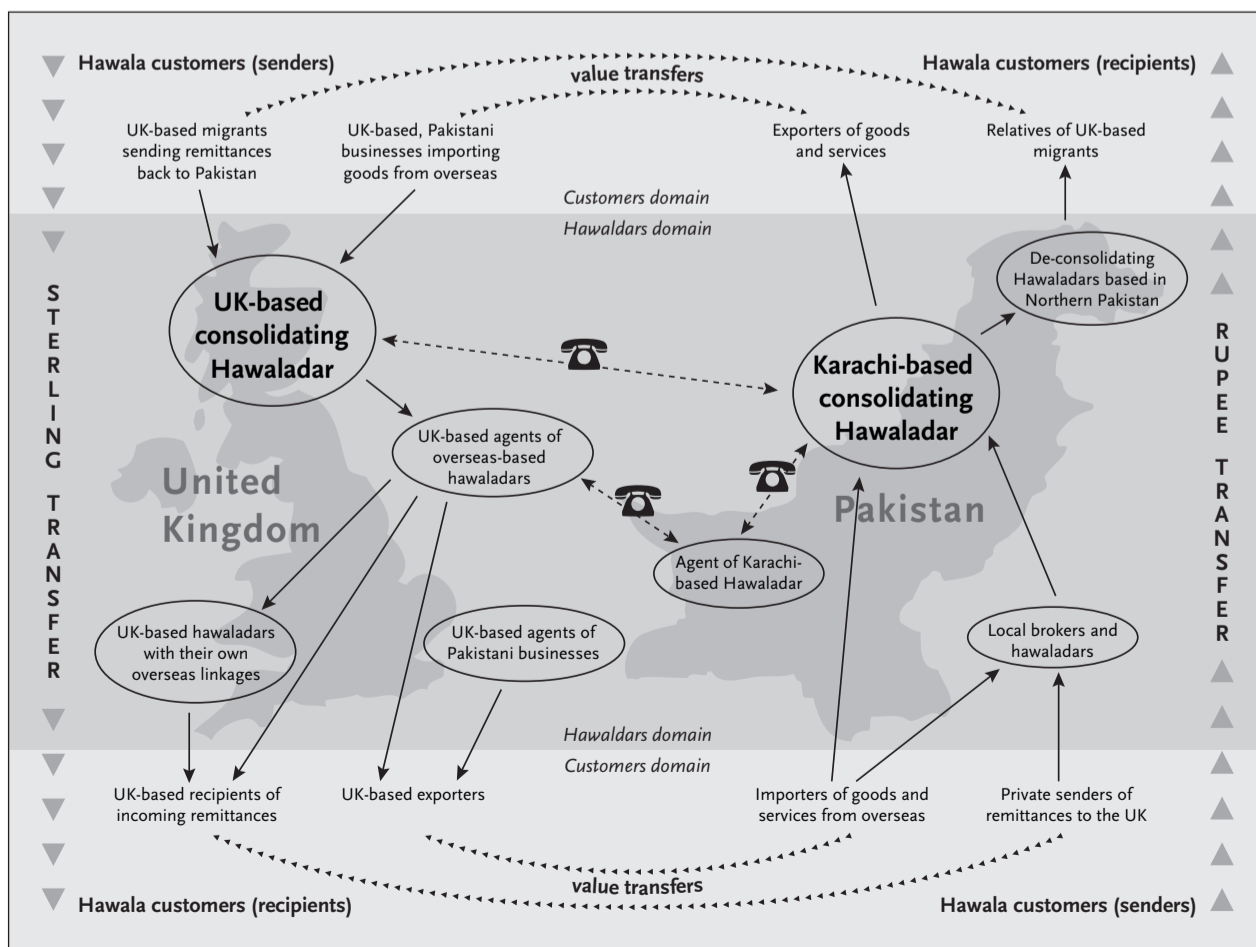 Hawala customers (senders)
value transfers
Hawala customers (recipients)
UK-based migrants
sending remittances
back to Pakistan
UK-based, Pakistani
businesses importing
goods from overseas
Exporters of goods
and services
Relatives of UK-based
migrants
Customers domain
Hawaldars domain
STERLING TRANSFER
UK-based
consolidating
Hawaladar
De-consolidating
Hawaladars based in
Northern Pakistan
Karachi-based
consolidating
Hawaladar
RUPEE TRANSFER
UK-based agents of
overseas-based
hawaladars
United
Kingdom
Pakistan
Agent of Karachi-
based Hawaladar
UK-based hawaladars
with their own
overseas linkages
UK-based agents of
Pakistani businesses
Local brokers and
hawaladars
Hawaldars domain
Customers domain
UK-based recipients of
incoming remittances
UK-based exporters
Importers of goods and
services from overseas
Private senders of
remittances to the UK
value transfers
Hawala customers (recipients)
Hawala customers (senders)